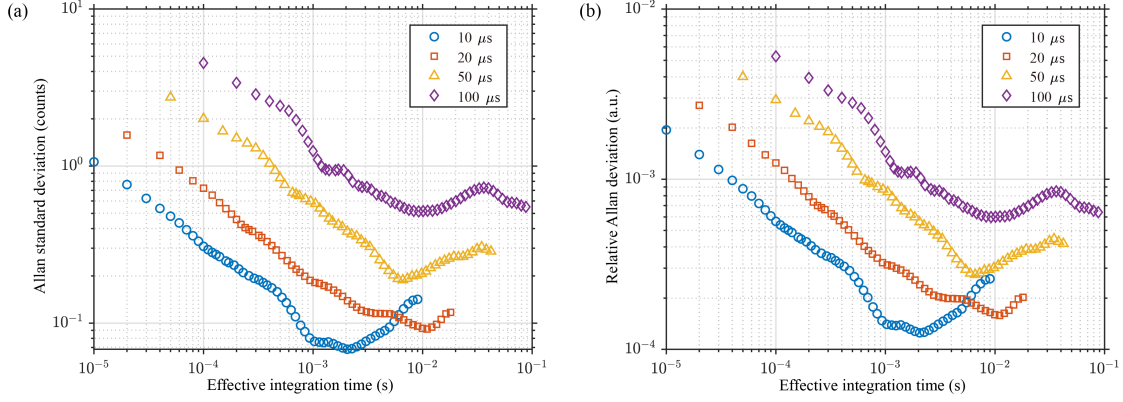 (a)
10^1
10^0
10^-1
Allan standard deviation (counts)
10 μs
20 μs
50 μs
100 μs
10^-5
10^-4
10^-3
10^-2
10^-1
Effective integration time (s)
(b)
10^-2
10^-3
10^-4
Relative Allan deviation (a.u.)
10 μs
20 μs
50 μs
100 μs
10^-5
10^-4
10^-3
10^-2
10^-1
Effective integration time (s)